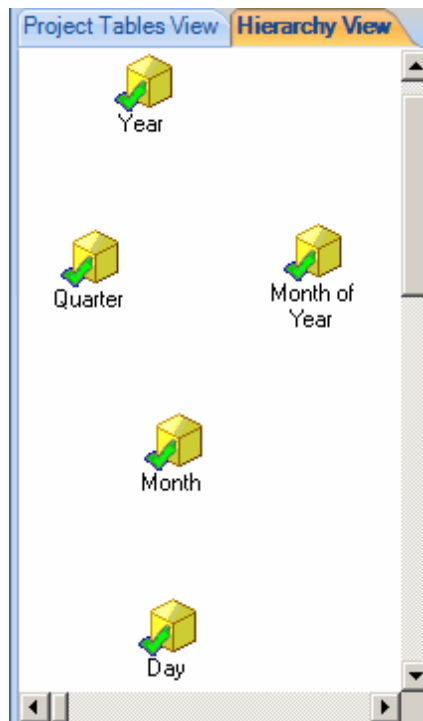 Project Tables View Hierarchy View
Year
Quarter
Month of
Year
Month
Day